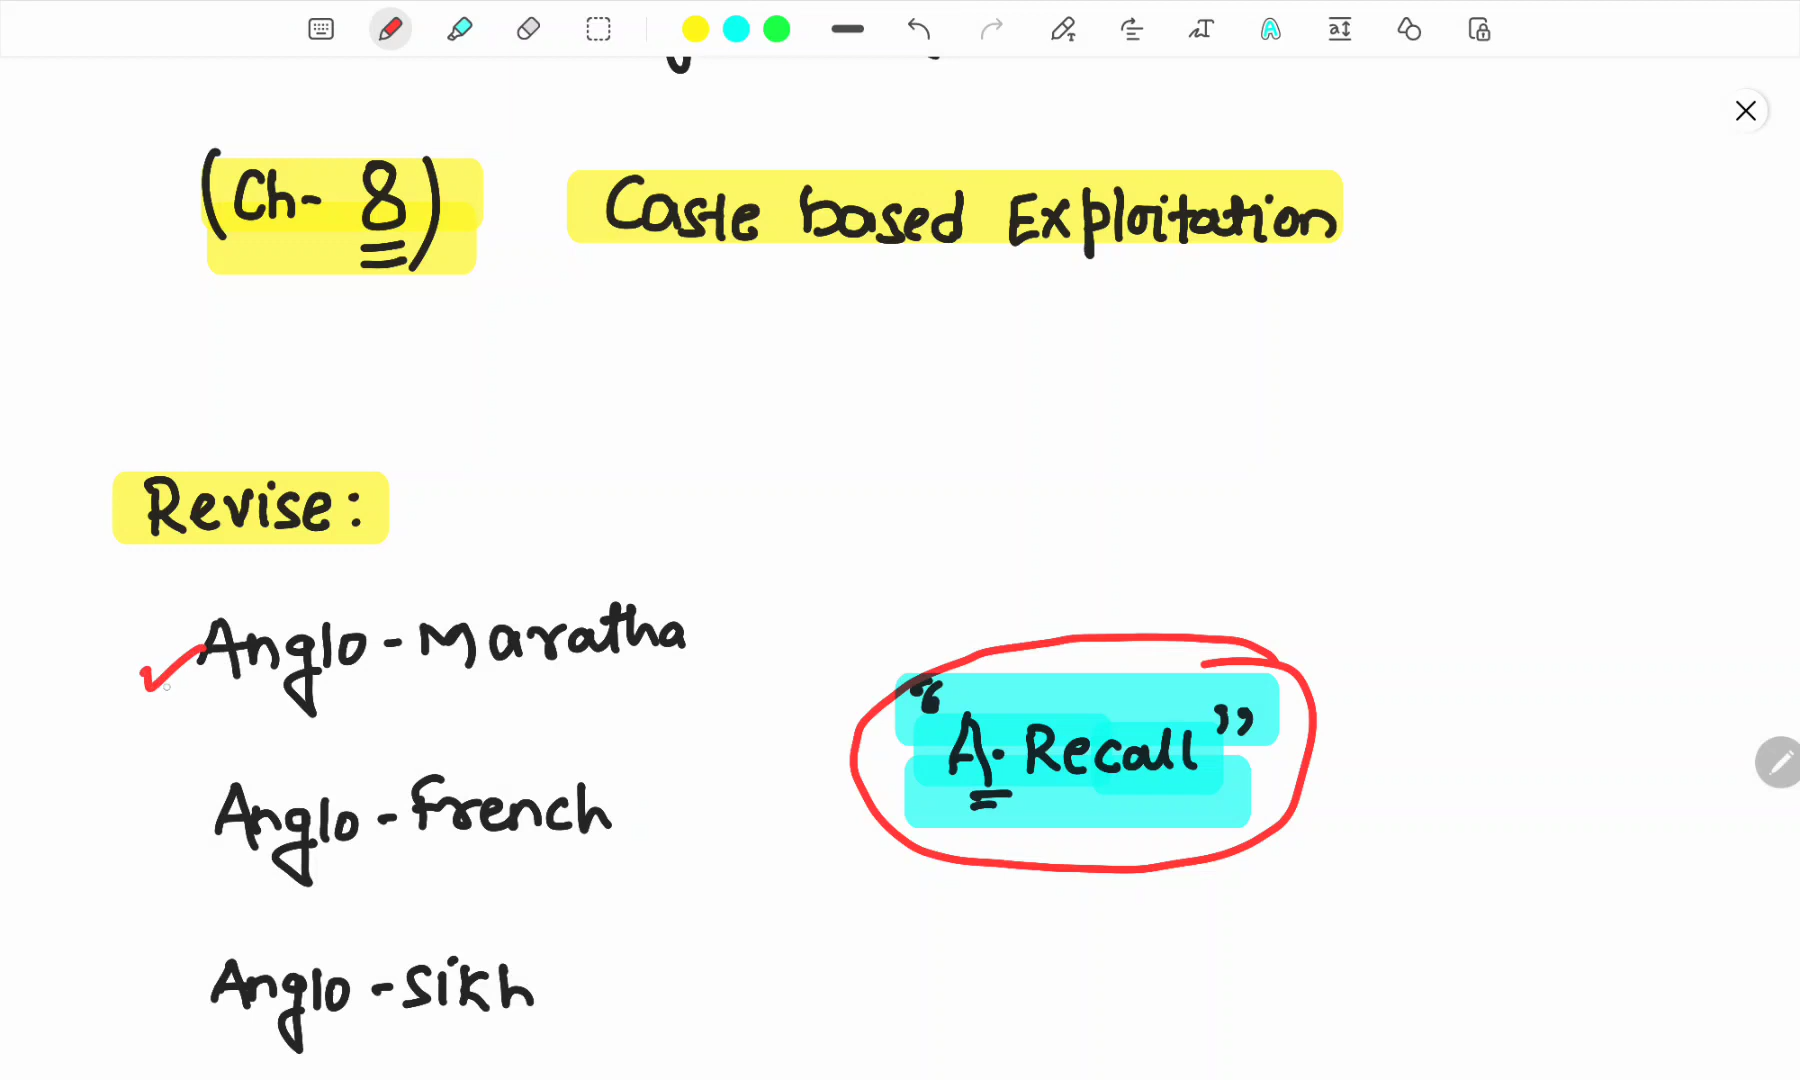 (Ch- 8) Caste based Exploitation
Revise:
Anglo - Maratha
"A. Recall"
Anglo - French
Anglo - Sikh